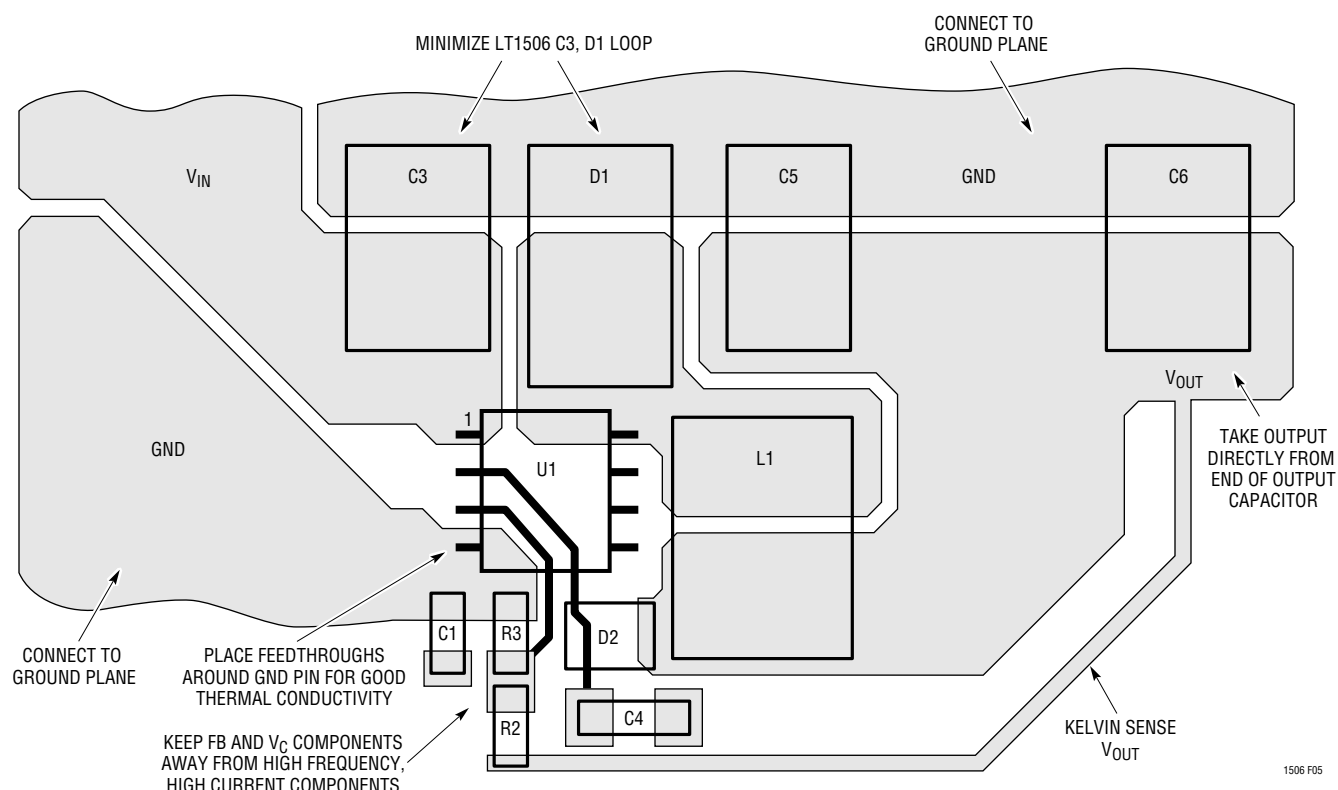 MINIMIZE LT1506 C3, D1 LOOP
CONNECT TO
GROUND PLANE
VIN
C3
D1
C5
GND
C6
VOUT
1
U1
L1
GND
TAKE OUTPUT
DIRECTLY FROM
END OF OUTPUT
CAPACITOR
CONNECT TO
GROUND PLANE
PLACE FEEDTHROUGHS
AROUND GND PIN FOR GOOD
THERMAL CONDUCTIVITY
C1
R3
D2
R2
C4
KEEP FB AND VC COMPONENTS
AWAY FROM HIGH FREQUENCY,
HIGH CURRENT COMPONENTS
KELVIN SENSE
VOUT
1506 F05